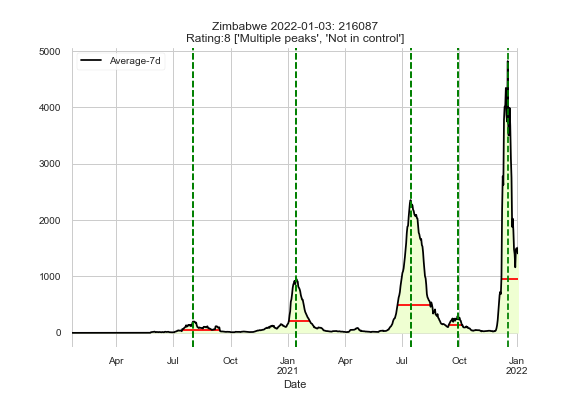 Zimbabwe 2022-01-03: 216087
Rating:8 ['Multiple peaks', 'Not in control']
Average-7d
5000
4000
3000
2000
1000
0
Apr Jul Oct Jan Apr Jul Oct Jan
2021 2022
Date